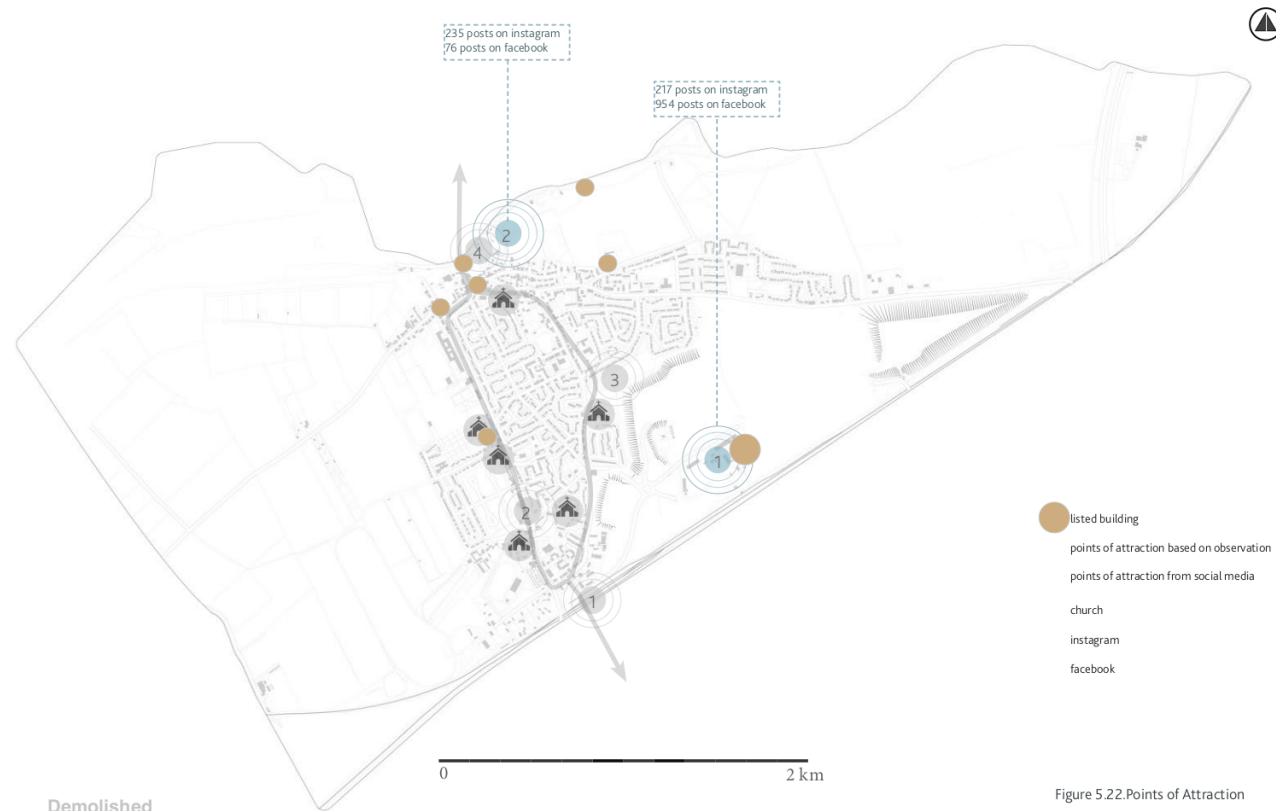 235 posts on instagram
76 posts on facebook
217 posts on instagram
954 posts on facebook
2
4
3
1
2
1
listed building
points of attraction based on observation
points of attraction from social media
church
instagram
facebook
0 2 km
Demolished
Figure 5.22.Points of Attraction